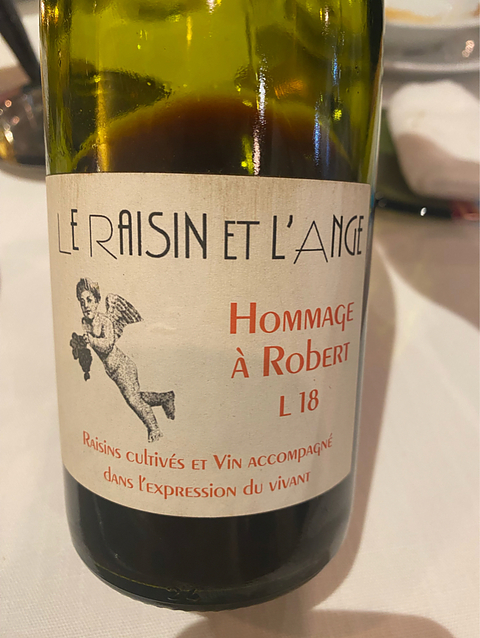 LE RAISIN ET L'ANGE
HOMMAGE
à ROBERT
L 18
RAISINS CULTIVÉS ET VIN ACCOMPAGNÉ
dans l'expression du vivant